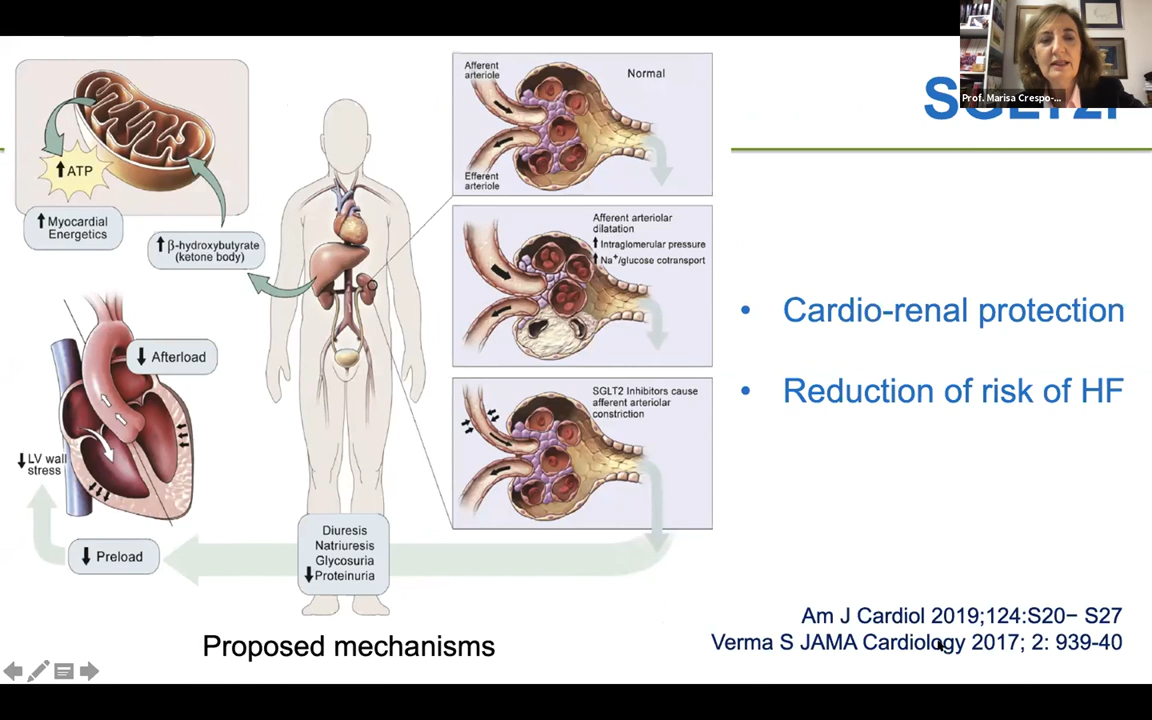 SGLT2i
Prof. Marisa Crespo-...
Afferent
arteriole
Normal
Efferent
arteriole
↑ATP
↑Myocardial
Energetics
↑β-hydroxybutyrate
(ketone body)
Afferent arteriolar
dilatation
↑Intraglomerular pressure
↑Na+/glucose cotransport
• Cardio-renal protection
• Reduction of risk of HF
↓Afterload
SGLT2 Inhibitors cause
afferent arteriolar
constriction
↓LV wall
stress
↓Preload
Diuresis
Natriuresis
Glycosuria
↓Proteinuria
Proposed mechanisms
Am J Cardiol 2019;124:S20− S27
Verma S JAMA Cardiology 2017; 2: 939-40